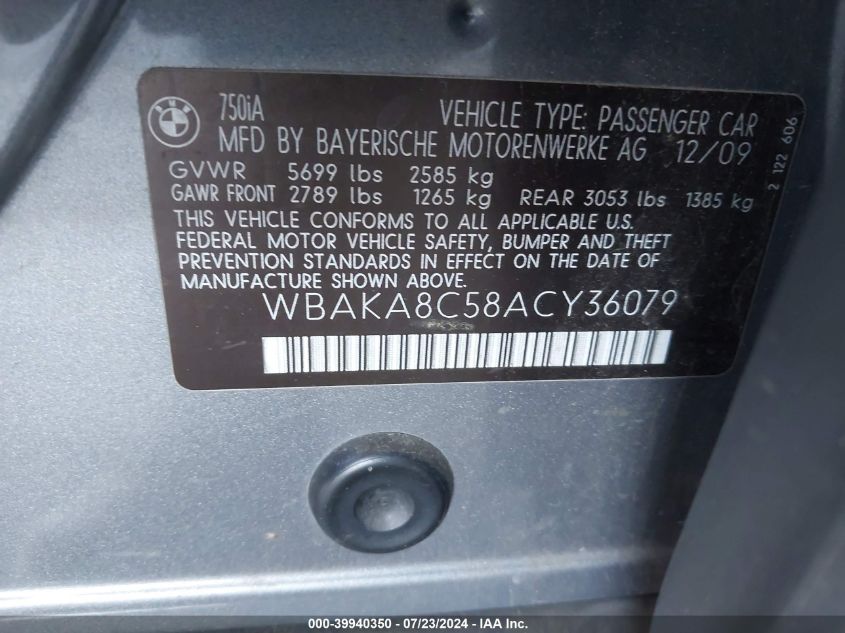 BMW
750iA VEHICLE TYPE: PASSENGER CAR
MFD BY BAYERISCHE MOTORENWERKE AG 12/09
GVWR 5699 lbs 2585 kg
GAWR FRONT 2789 lbs 1265 kg REAR 3053 lbs 1385 kg
THIS VEHICLE CONFORMS TO ALL APPLICABLE U.S.
FEDERAL MOTOR VEHICLE SAFETY, BUMPER AND THEFT
PREVENTION STANDARDS IN EFFECT ON THE DATE OF
MANUFACTURE SHOWN ABOVE.
WBAKA8C58ACY36079
2 122 606
000-39940350 - 07/23/2024 - IAAI.COM